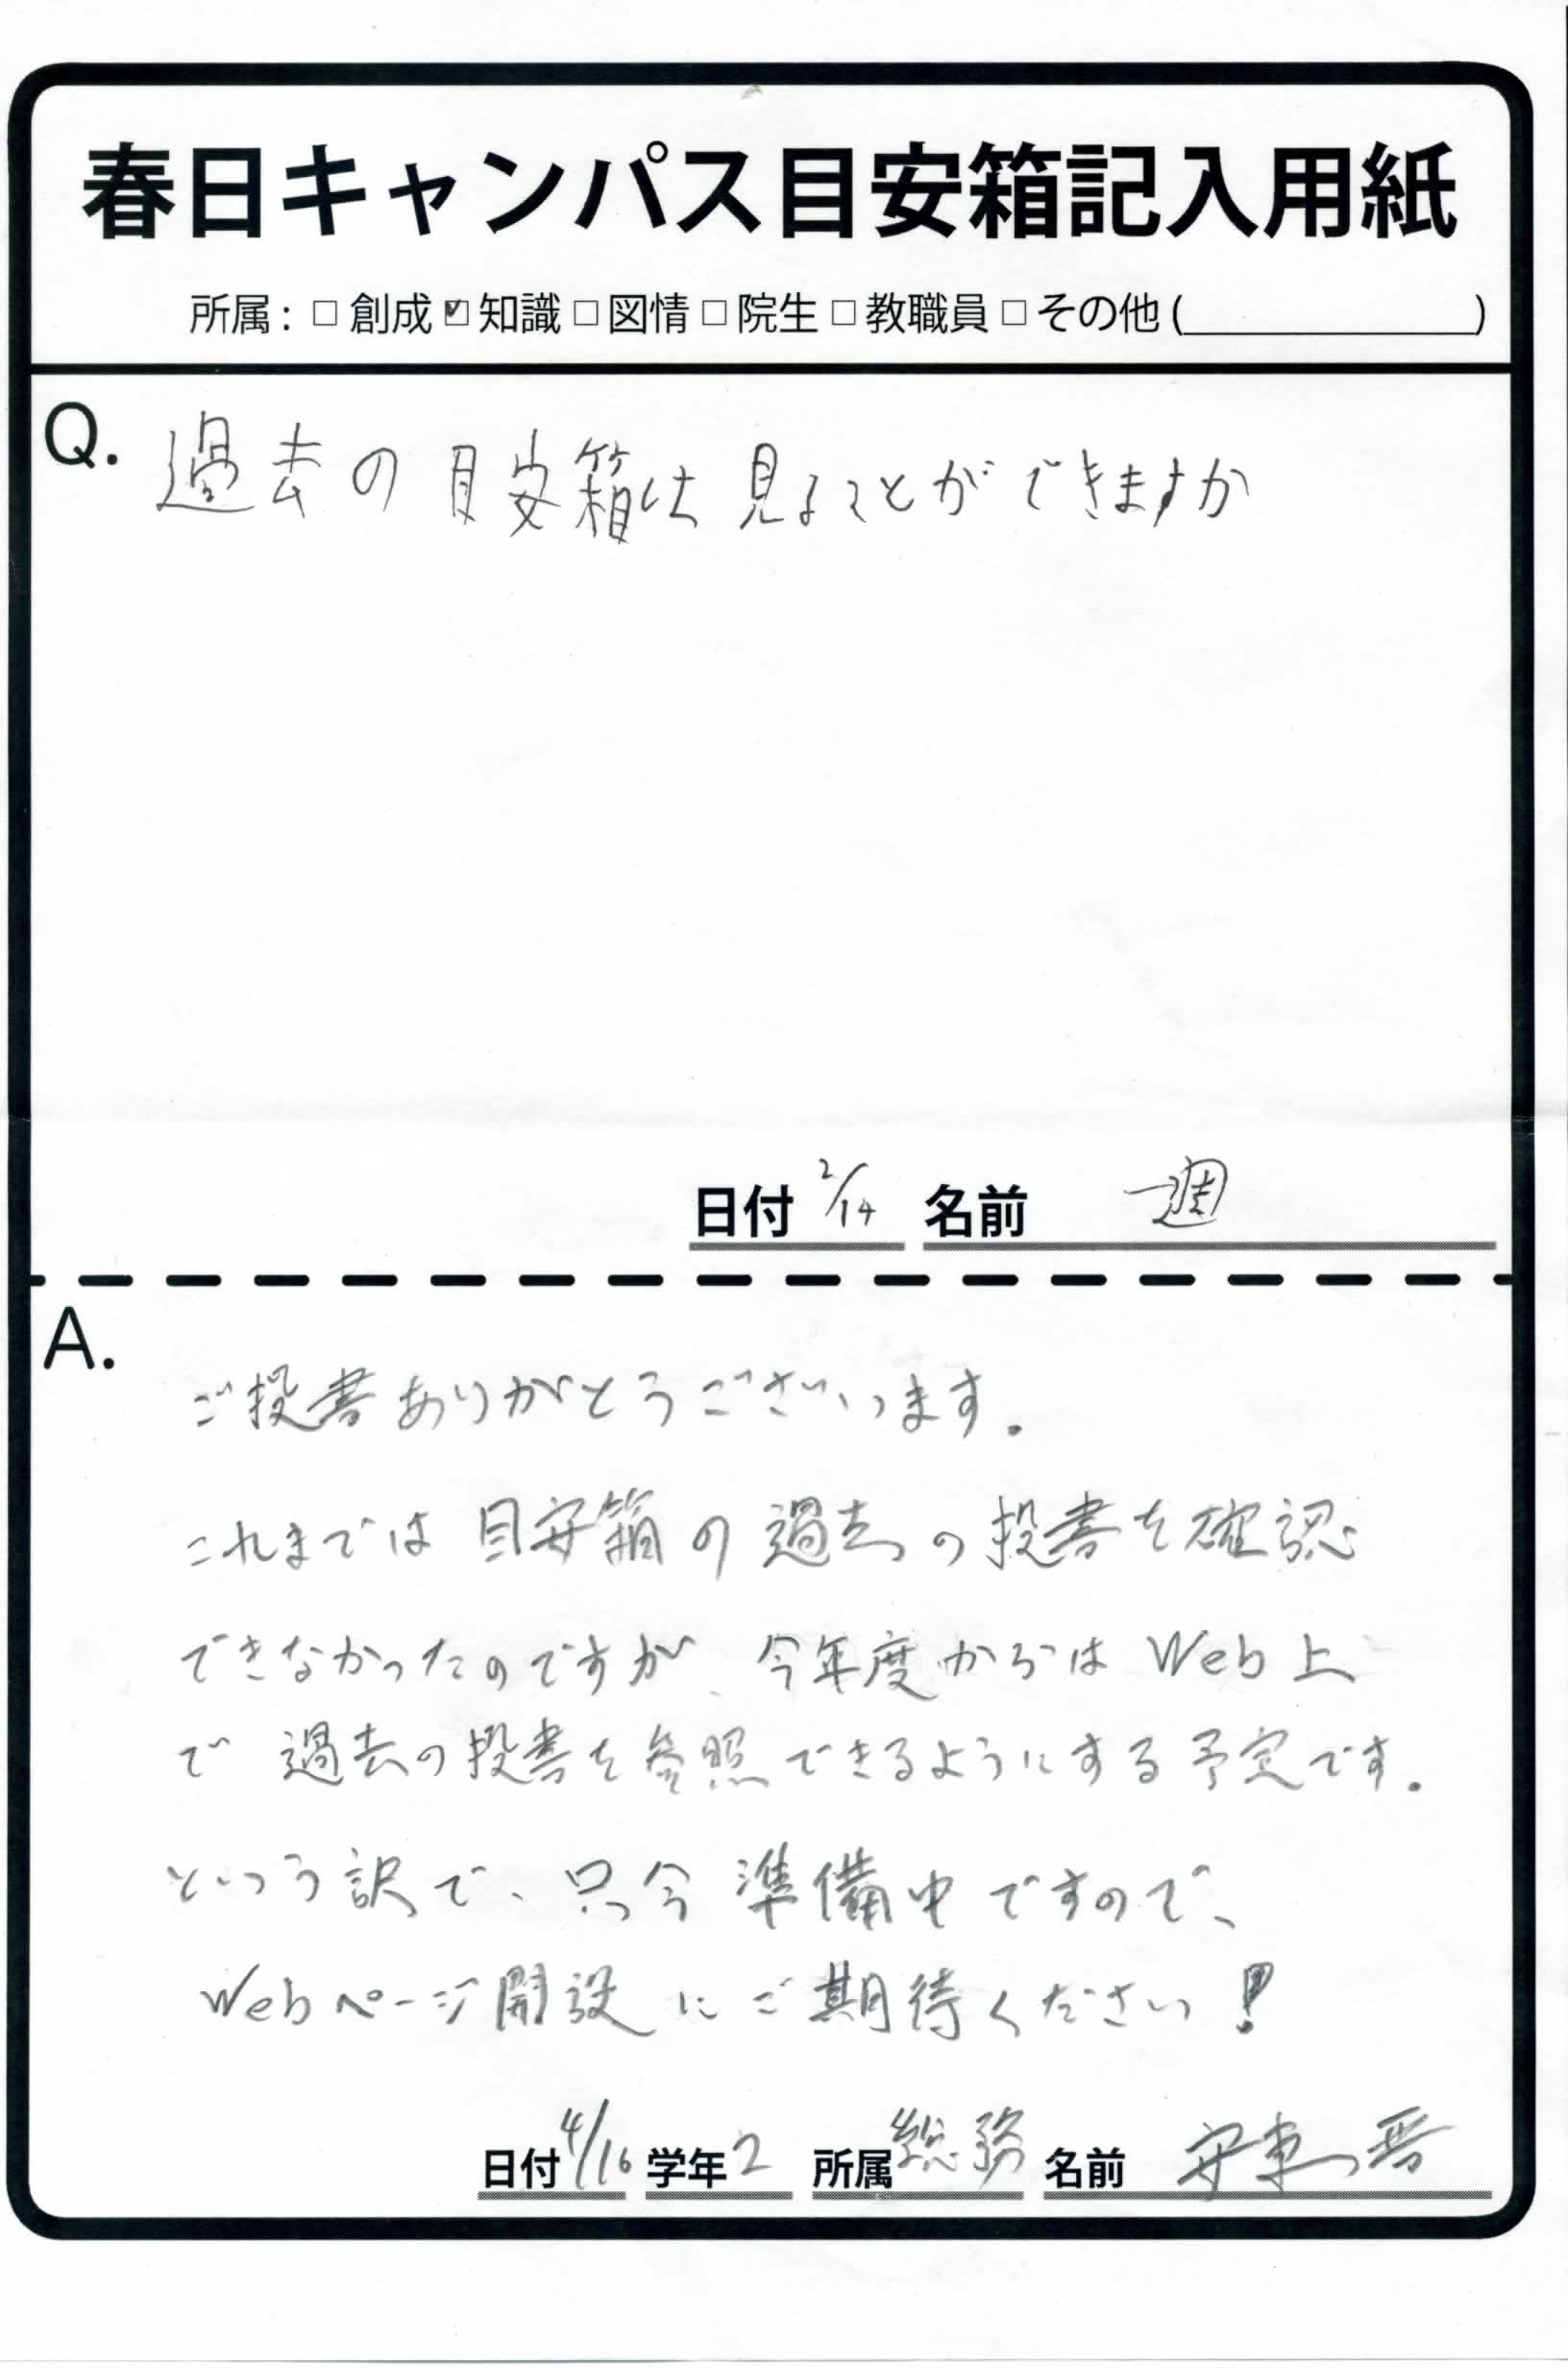 春日キャンパス目安箱記入用紙
所属: □ 創成 ☑ 知識 □ 図情 □ 院生 □ 教職員 □ その他 (          )
Q. 過去の目安箱は見ることができますか
日付 2/14 名前 一週
A.
ご投書ありがとうございます。
これまでは目安箱の過去の投書を確認
できなかったのですが、今年度からは Web上
で 過去の投書を参照できるようにする予定です。
という訳で、只今 準備中ですので、
Webページ開設にご期待ください!
日付 4/16 学年 2 所属 総務 名前 安東 晋